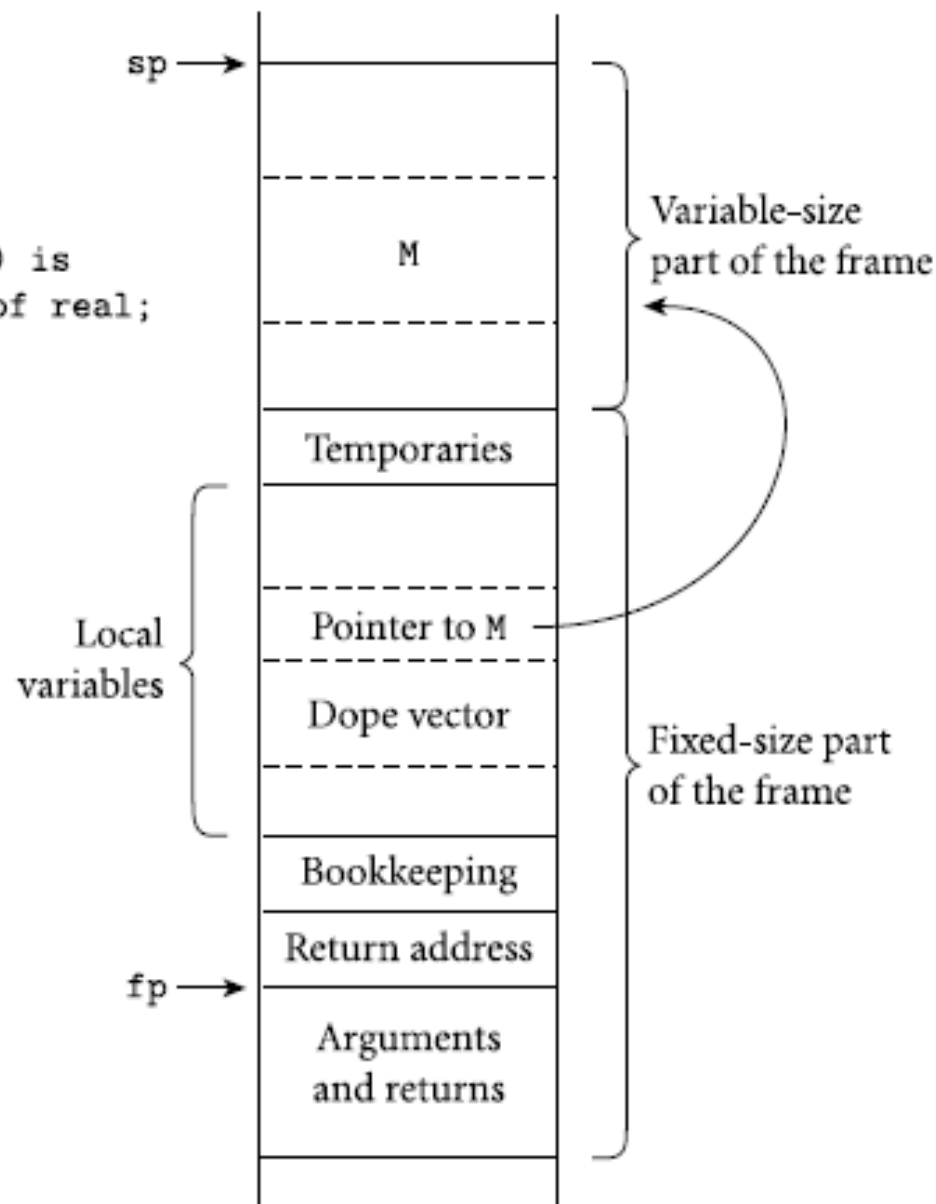 sp
) is
of real;
M
Variable-size
part of the frame
Temporaries
Pointer to M
Local
variables
Dope vector
Fixed-size part
of the frame
Bookkeeping
Return address
fp
Arguments
and returns